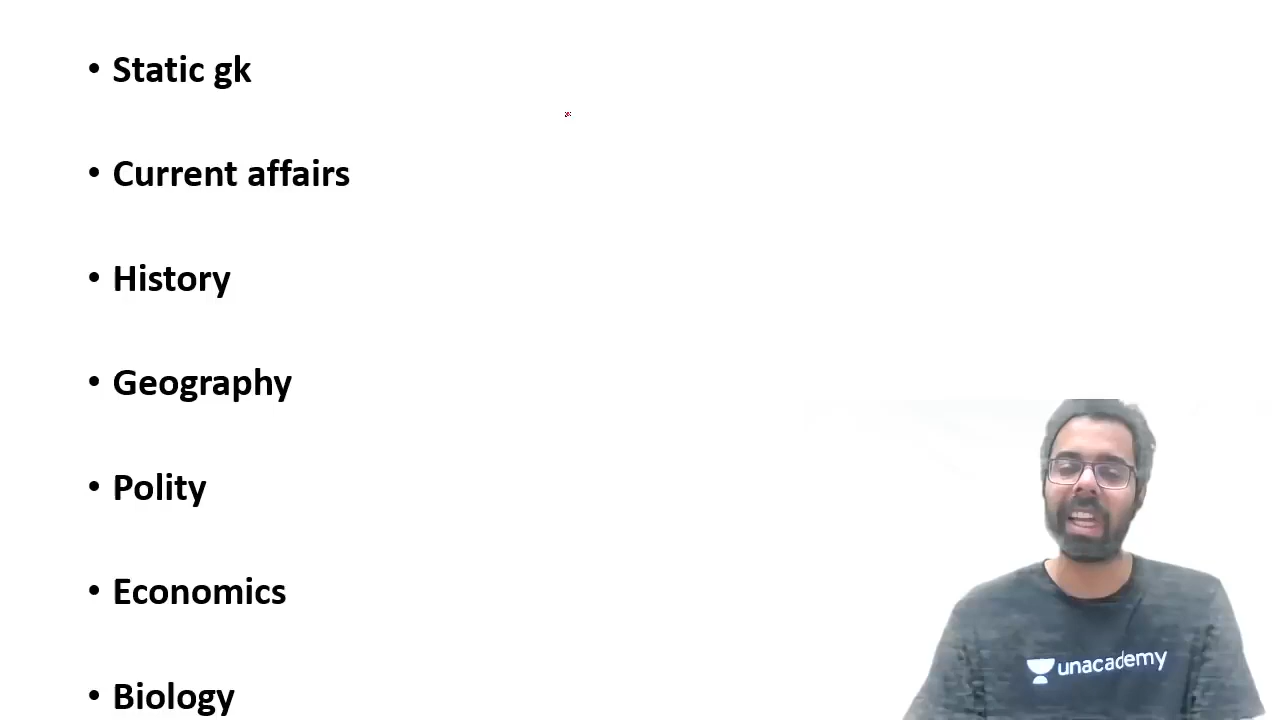 • Static gk
• Current affairs
• History
• Geography
• Polity
• Economics
• Biology
unacademy